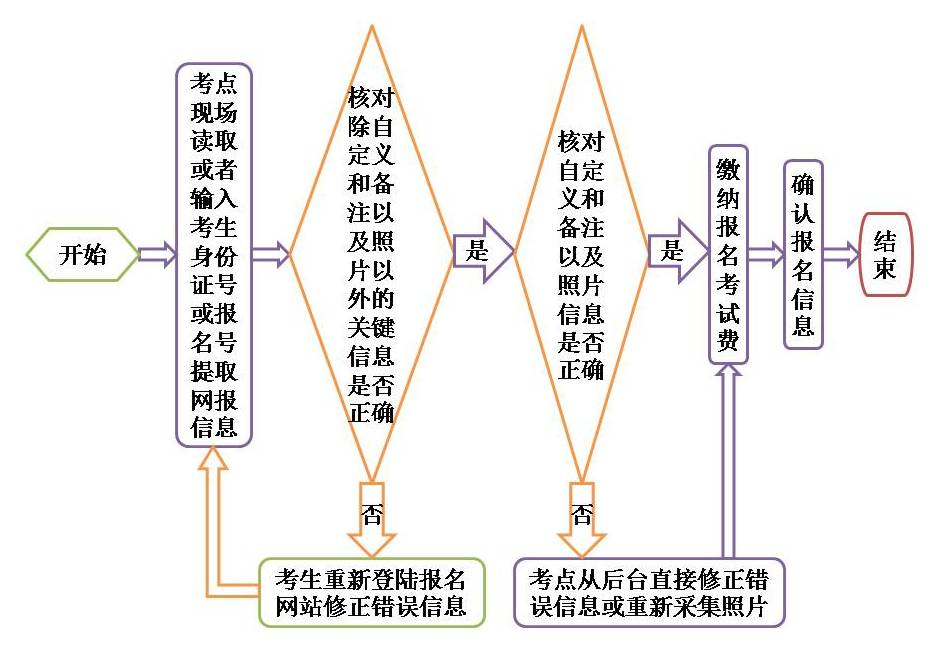 开始
考点
现场
读取
或者
输入
考生
身份
证号
或报
名号
提取
网报
信息
核对
除自
定义
和备
注以
及照
片以
外的
关键
信息
是否
正确
是
否
考生重新登陆报名
网站修正错误信息
核对
自定
义和
备注
以及
照片
信息
是否
正确
是
否
考点从后台直接修正错
误信息或重新采集照片
缴
纳
报
名
考
试
费
确
认
报
名
信
息
结
束